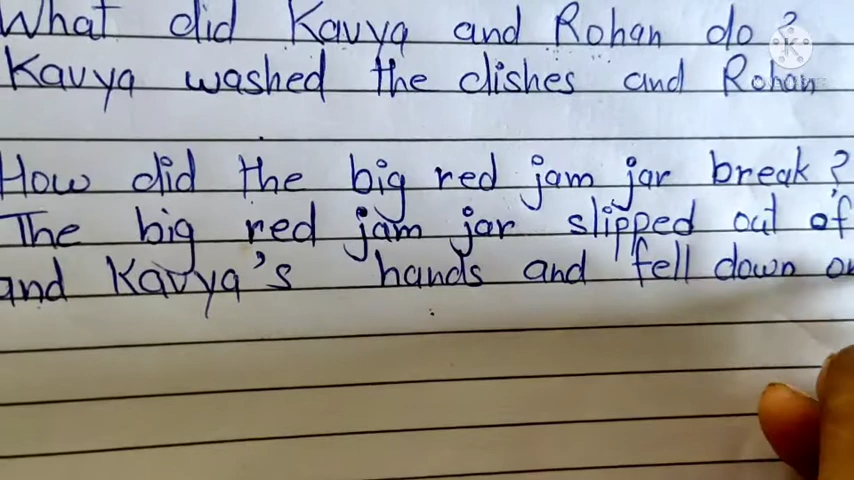 What did Kavya and Rohan do ?
Kavya washed the dishes and Rohan
How did the big red jam jar break ?
The big red jam jar slipped out of
and Kavya's hands and fell down on